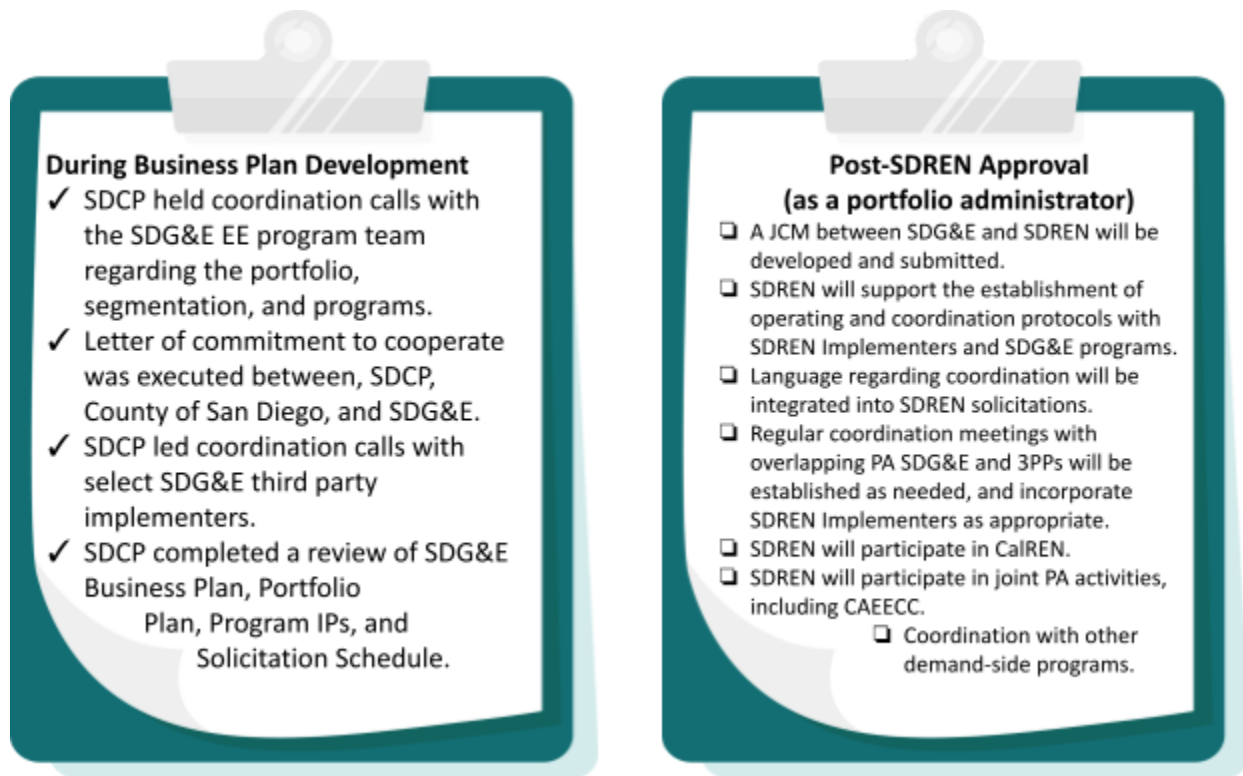 During Business Plan Development
✓ SDCP held coordination calls with
the SDG&E EE program team
regarding the portfolio,
segmentation, and programs.
✓ Letter of commitment to cooperate
was executed between, SDCP,
County of San Diego, and SDG&E.
✓ SDCP led coordination calls with
select SDG&E third party
implementers.
✓ SDCP completed a review of SDG&E
Business Plan, Portfolio
Plan, Program IPs, and
Solicitation Schedule.
Post-SDREN Approval
(as a portfolio administrator)
❑ A JCM between SDG&E and SDREN will be
developed and submitted.
❑ SDREN will support the establishment of
operating and coordination protocols with
SDREN Implementers and SDG&E programs.
❑ Language regarding coordination will be
integrated into SDREN solicitations.
❑ Regular coordination meetings with
overlapping PA SDG&E and 3PPs will be
established as needed, and incorporate
SDREN Implementers as appropriate.
❑ SDREN will participate in CalREN.
❑ SDREN will participate in joint PA activities,
including CAEECC.
❑ Coordination with other
demand-side programs.